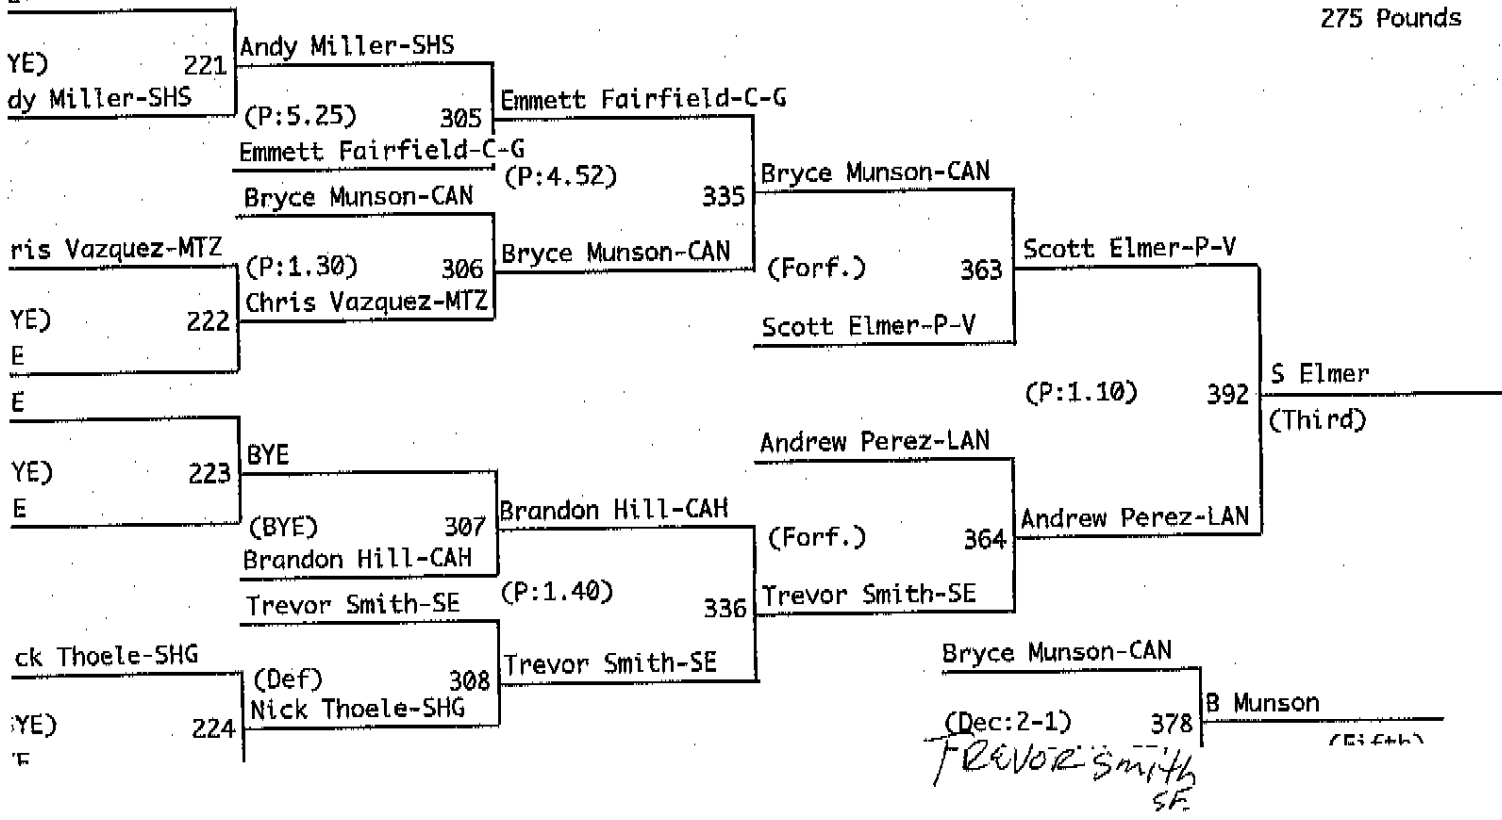 275 Pounds
Andy Miller-SHS
YE) 221
dy Miller-SHS
(P:5.25) 305
Emmett Fairfield-C-G
Emmett Fairfield-C-G
(P:4.52)
Bryce Munson-CAN
335
Bryce Munson-CAN
ris Vazquez-MTZ
(P:1.30) 306
Bryce Munson-CAN
(Forf.) 363
Scott Elmer-P-V
Chris Vazquez-MTZ
YE) 222
Scott Elmer-P-V
E
E
(P:1.10) 392
S Elmer
(Third)
Andrew Perez-LAN
BYE
YE) 223
E
(BYE) 307
Brandon Hill-CAH
(Forf.) 364
Andrew Perez-LAN
Brandon Hill-CAH
(P:1.40)
Trevor Smith-SE
336
Trevor Smith-SE
ck Thoele-SHG
(Def) 308
Trevor Smith-SE
Bryce Munson-CAN
Nick Thoele-SHG
YE) 224
(Dec:2-1) 378
B Munson
(Fifth)
TREVOR Smith
SE